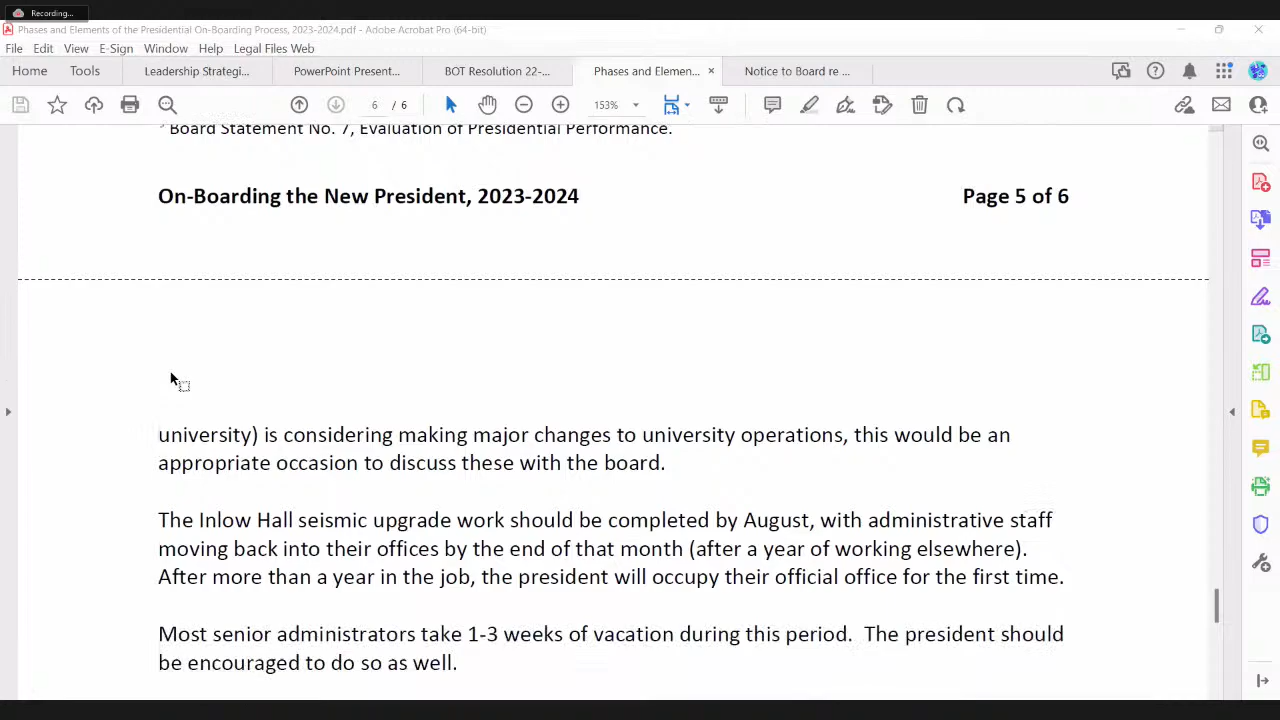 Recording...
Phases and Elements of the Presidential On-Boarding Process, 2023-2024.pdf - Adobe Acrobat Pro (64-bit)
File Edit View E-Sign Window Help Legal Files Web
Home Tools Leadership Strategi... PowerPoint Present... BOT Resolution 22-... Phases and Elemen... × Notice to Board re ...
6 / 6 153%
Board Statement No. 7, Evaluation of Presidential Performance.
On-Boarding the New President, 2023-2024 Page 5 of 6
university) is considering making major changes to university operations, this would be an
appropriate occasion to discuss these with the board.
The Inlow Hall seismic upgrade work should be completed by August, with administrative staff
moving back into their offices by the end of that month (after a year of working elsewhere).
After more than a year in the job, the president will occupy their official office for the first time.
Most senior administrators take 1-3 weeks of vacation during this period. The president should
be encouraged to do so as well.